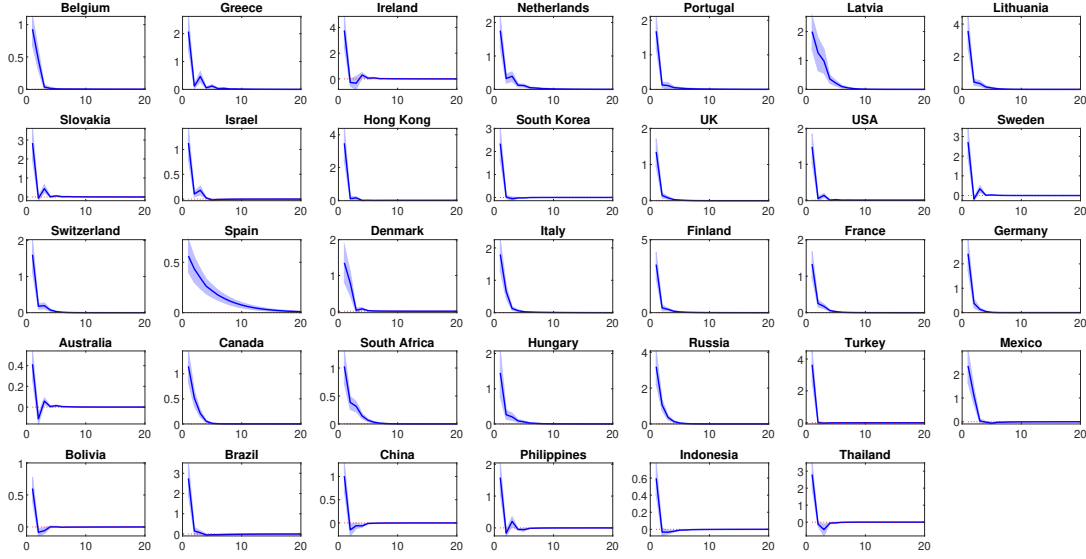 Belgium
1
0.5
0
0 10 20
Greece
2
1
0
0 10 20
Ireland
4
2
0
0 10 20
Netherlands
2
1
0
0 10 20
Portugal
2
1
0
0 10 20
Latvia
2
1
0
0 10 20
Lithuania
4
2
0
0 10 20
Slovakia
3
2
1
0
0 10 20
Israel
1
0.5
0
0 10 20
Hong Kong
4
2
0
0 10 20
South Korea
3
2
1
0
0 10 20
UK
2
1
0
0 10 20
USA
2
1
0
0 10 20
Sweden
3
2
1
0
0 10 20
Switzerland
2
1
0
0 10 20
Spain
0.5
0
0 10 20
Denmark
2
1
0
0 10 20
Italy
2
1
0
0 10 20
Finland
5
0
0 10 20
France
2
1
0
0 10 20
Germany
2
1
0
0 10 20
Australia
0.4
0.2
0
0 10 20
Canada
1
0.5
0
0 10 20
South Africa
1
0.5
0
0 10 20
Hungary
2
1
0
0 10 20
Russia
4
2
0
0 10 20
Turkey
4
2
0
0 10 20
Mexico
2
1
0
0 10 20
Bolivia
1
0.5
0
0 10 20
Brazil
3
2
1
0
0 10 20
China
1
0.5
0
0 10 20
Philippines
2
1
0
0 10 20
Indonesia
0.6
0.4
0.2
0
0 10 20
Thailand
3
2
1
0
0 10 20